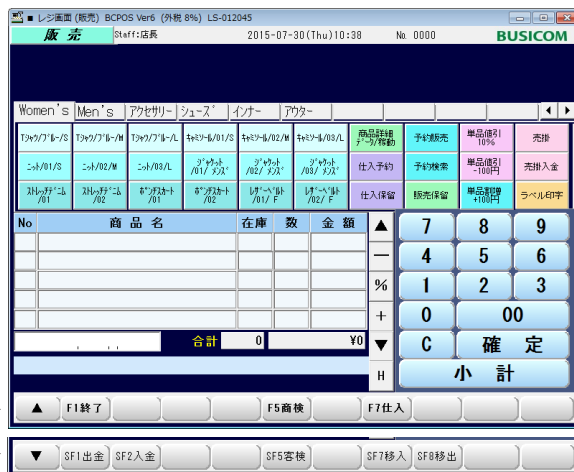 ■ レジ画面 (販売) BCPOS Ver6 (外税 8%) LS-012045
販 売 Staff:店長 2015-07-30(Thu)10:38 No. 0000 BUSICOM
Women's Men's アクセサリー シューズ インナー アウター
Tシャツ/ブルー/S Tシャツ/ブルー/M Tシャツ/ブルー/L キャミソール/01/S キャミソール/02/M キャミソール/03/L 商品詳細データ/移動 予約販売 単品値引10% 売掛
ニット/01/S ニット/02/M ニット/03/L ジャケット/01/ メンズ ジャケット/02/ メンズ ジャケット/03/ メンズ 仕入予約 予約検索 単品値引-100円 売掛入金
ストレッチデニム/01 ストレッチデニム/02 ボンデスカート/01 ボンデスカート/02 レザーベルト/01/ F レザーベルト/02/ F 仕入保留 販売保留 単品割増+100円 ラベル印字
No 商 品 名 在庫 数 金 額 ▲ 7 8 9
— 4 5 6
% 1 2 3
+ 0 00
合計 0 ¥0 ▼ C 確 定
H 小 計
▲ F1終了 F5商検 F7仕入
▼ SF1出金 SF2入金 SF5客検 SF7移入 SF8移出